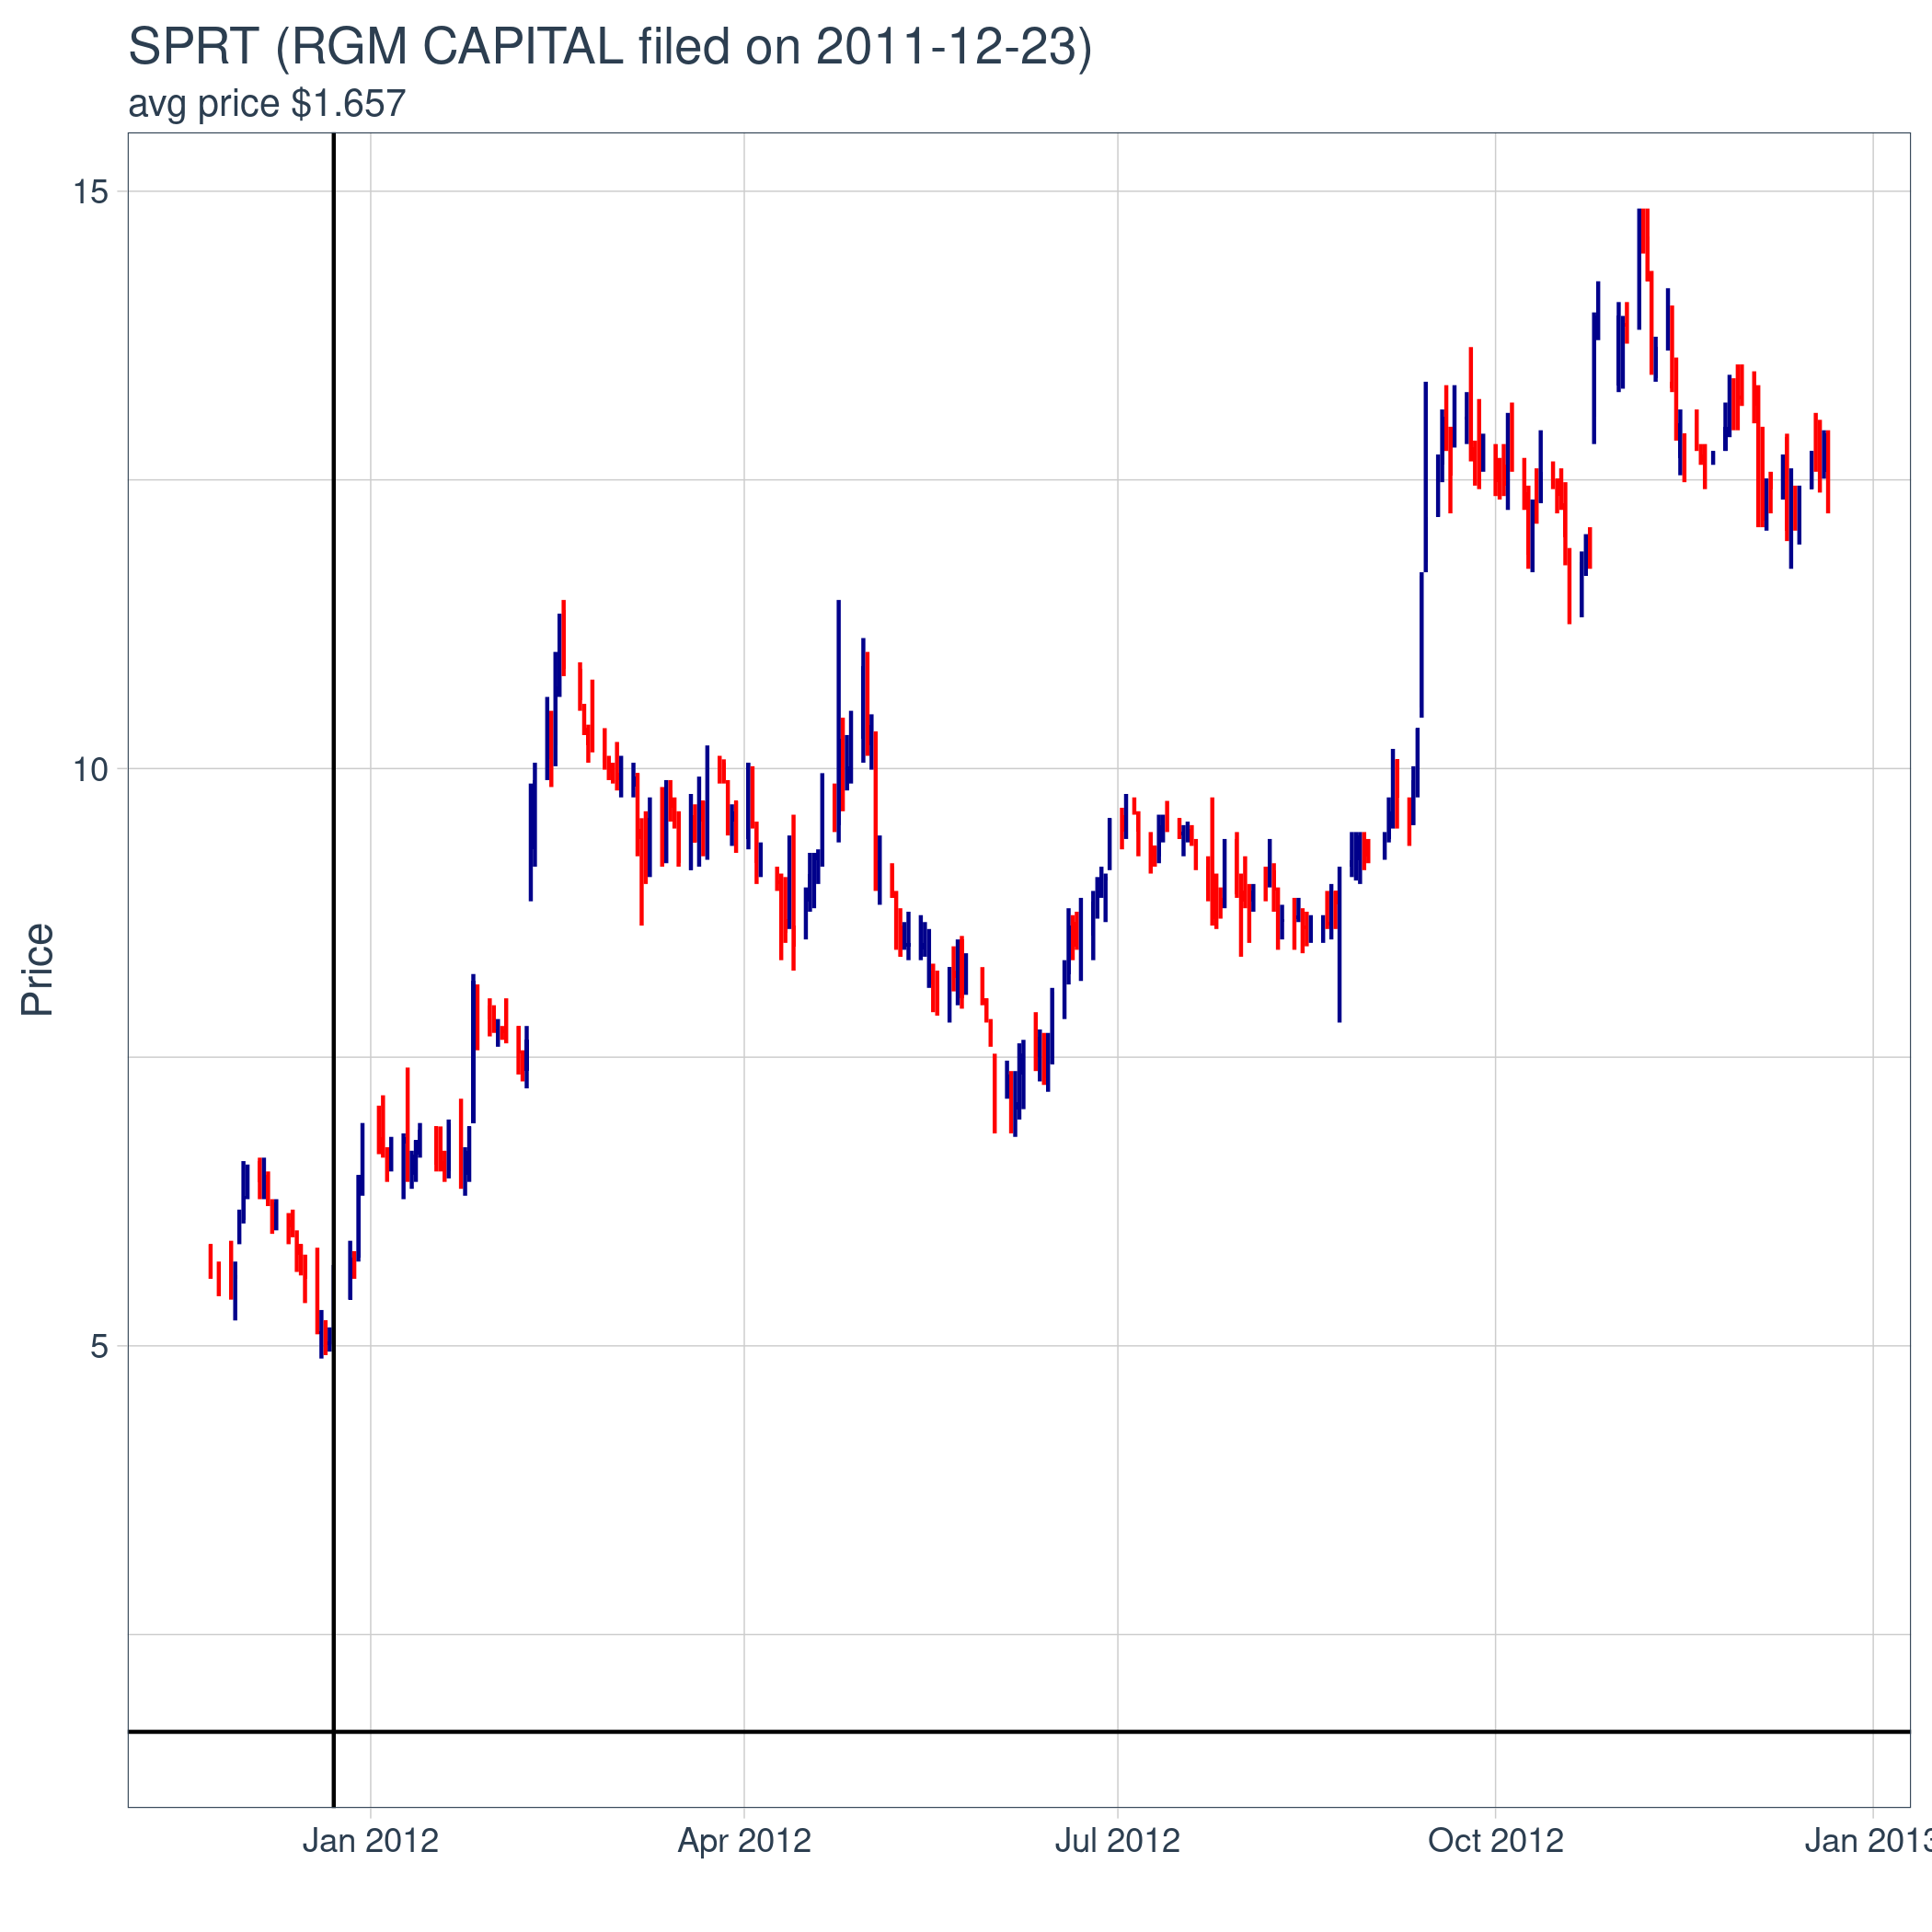 SPRT (RGM CAPITAL filed on 2011-12-23)
avg price $1.657
15
10
5
Price
Jan 2012
Apr 2012
Jul 2012
Oct 2012
Jan 2013